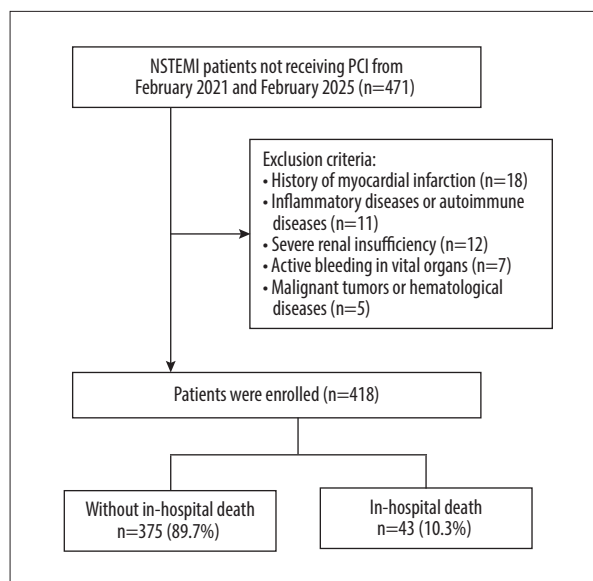 NSTEMI patients not receiving PCI from
February 2021 and February 2025 (n=471)
Exclusion criteria:
• History of myocardial infarction (n=18)
• Inflammatory diseases or autoimmune
diseases (n=11)
• Severe renal insufficiency (n=12)
• Active bleeding in vital organs (n=7)
• Malignant tumors or hematological
diseases (n=5)
Patients were enrolled (n=418)
Without in-hospital death
n=375 (89.7%)
In-hospital death
n=43 (10.3%)